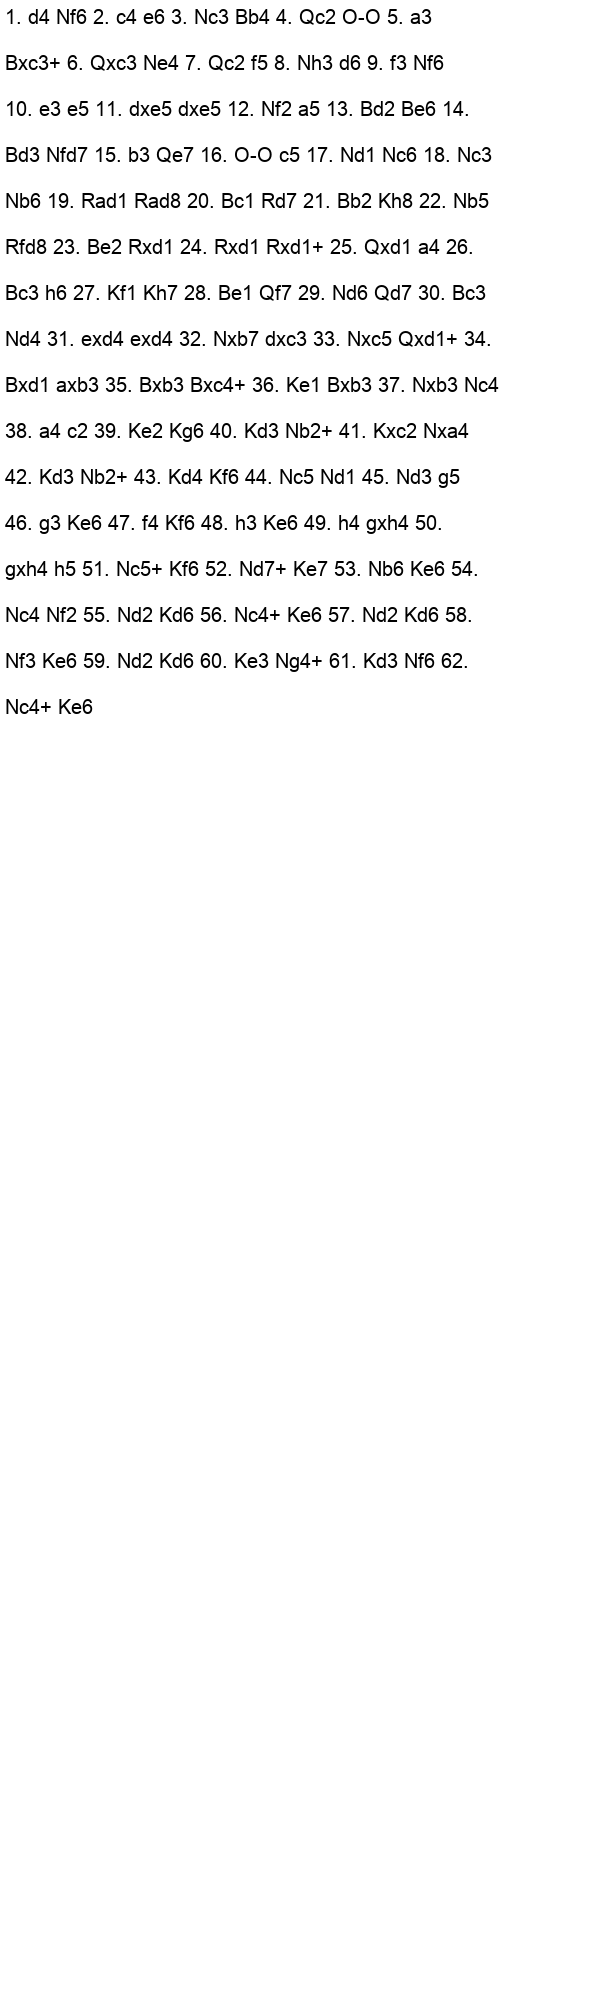 1. d4 Nf6 2. c4 e6 3. Nc3 Bb4 4. Qc2 O-O 5. a3
Bxc3+ 6. Qxc3 Ne4 7. Qc2 f5 8. Nh3 d6 9. f3 Nf6
10. e3 e5 11. dxe5 dxe5 12. Nf2 a5 13. Bd2 Be6 14.
Bd3 Nfd7 15. b3 Qe7 16. O-O c5 17. Nd1 Nc6 18. Nc3
Nb6 19. Rad1 Rad8 20. Bc1 Rd7 21. Bb2 Kh8 22. Nb5
Rfd8 23. Be2 Rxd1 24. Rxd1 Rxd1+ 25. Qxd1 a4 26.
Bc3 h6 27. Kf1 Kh7 28. Be1 Qf7 29. Nd6 Qd7 30. Bc3
Nd4 31. exd4 exd4 32. Nxb7 dxc3 33. Nxc5 Qxd1+ 34.
Bxd1 axb3 35. Bxb3 Bxc4+ 36. Ke1 Bxb3 37. Nxb3 Nc4
38. a4 c2 39. Ke2 Kg6 40. Kd3 Nb2+ 41. Kxc2 Nxa4
42. Kd3 Nb2+ 43. Kd4 Kf6 44. Nc5 Nd1 45. Nd3 g5
46. g3 Ke6 47. f4 Kf6 48. h3 Ke6 49. h4 gxh4 50.
gxh4 h5 51. Nc5+ Kf6 52. Nd7+ Ke7 53. Nb6 Ke6 54.
Nc4 Nf2 55. Nd2 Kd6 56. Nc4+ Ke6 57. Nd2 Kd6 58.
Nf3 Ke6 59. Nd2 Kd6 60. Ke3 Ng4+ 61. Kd3 Nf6 62.
Nc4+ Ke6